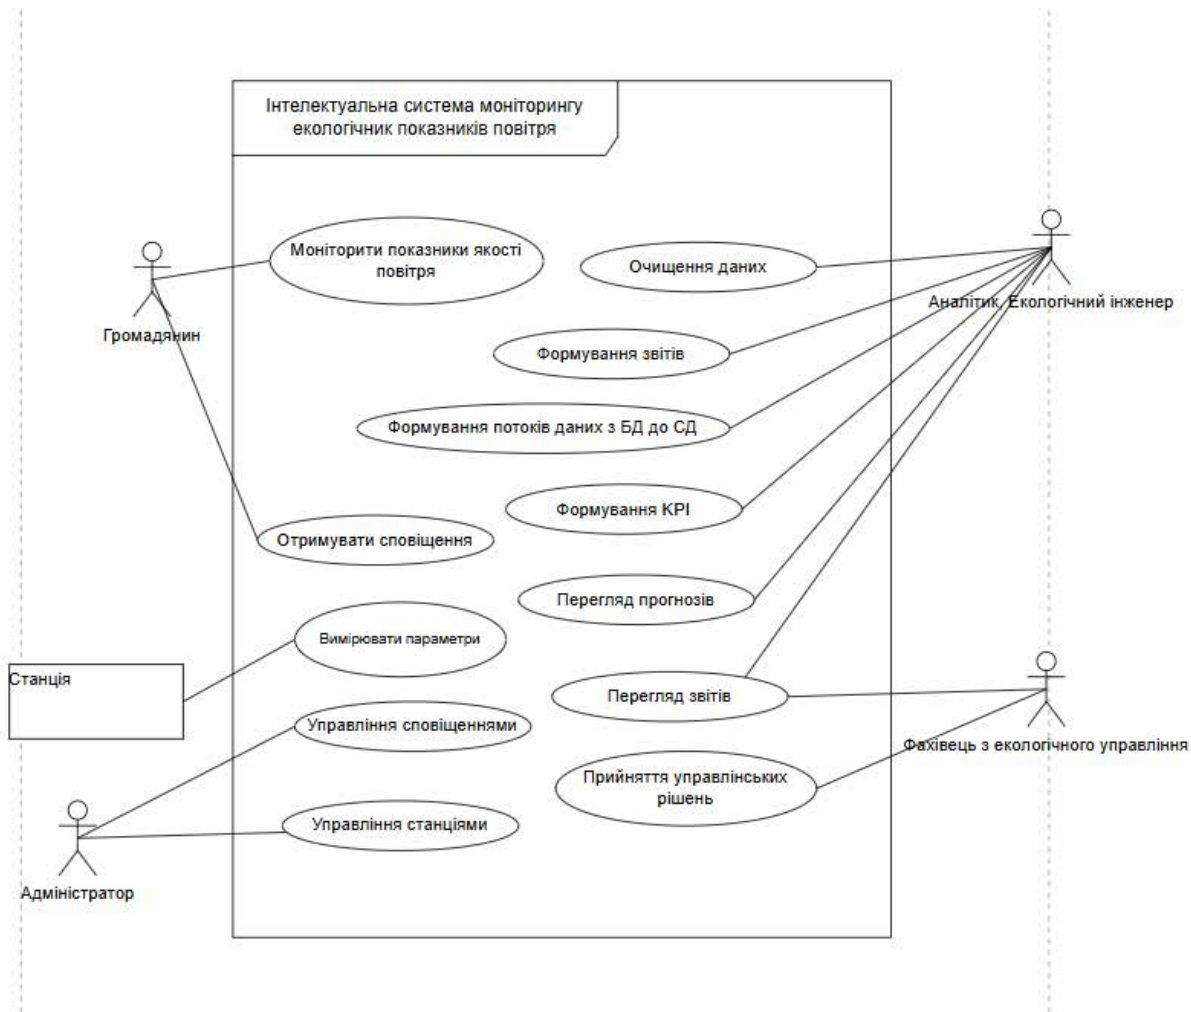 Інтелектуальна система моніторингу
екологічник показників повітря
Моніторити показники якості
повітря
Очищення даних
Громадянин
Аналітик, Екологічний інженер
Формування звітів
Формування потоків даних з БД до СД
Формування KPI
Отримувати сповіщення
Перегляд прогнозів
Вимірювати параметри
Станція
Перегляд звітів
Управління сповіщеннями
Фахівець з екологічного управління
Прийняття управлінських
рішень
Управління станціями
Адміністратор